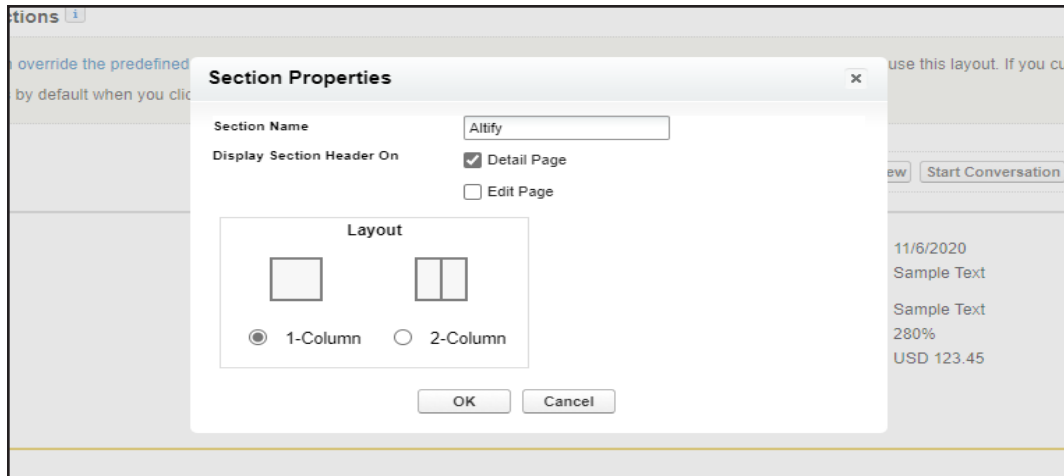 ctions i
override the predefined
use this layout. If you cu
by default when you clic
Section Properties
Section Name
Altify
Display Section Header On
Detail Page
Edit Page
ew
Start Conversation
Layout
1-Column
2-Column
11/6/2020
Sample Text
Sample Text
280%
USD 123.45
OK
Cancel